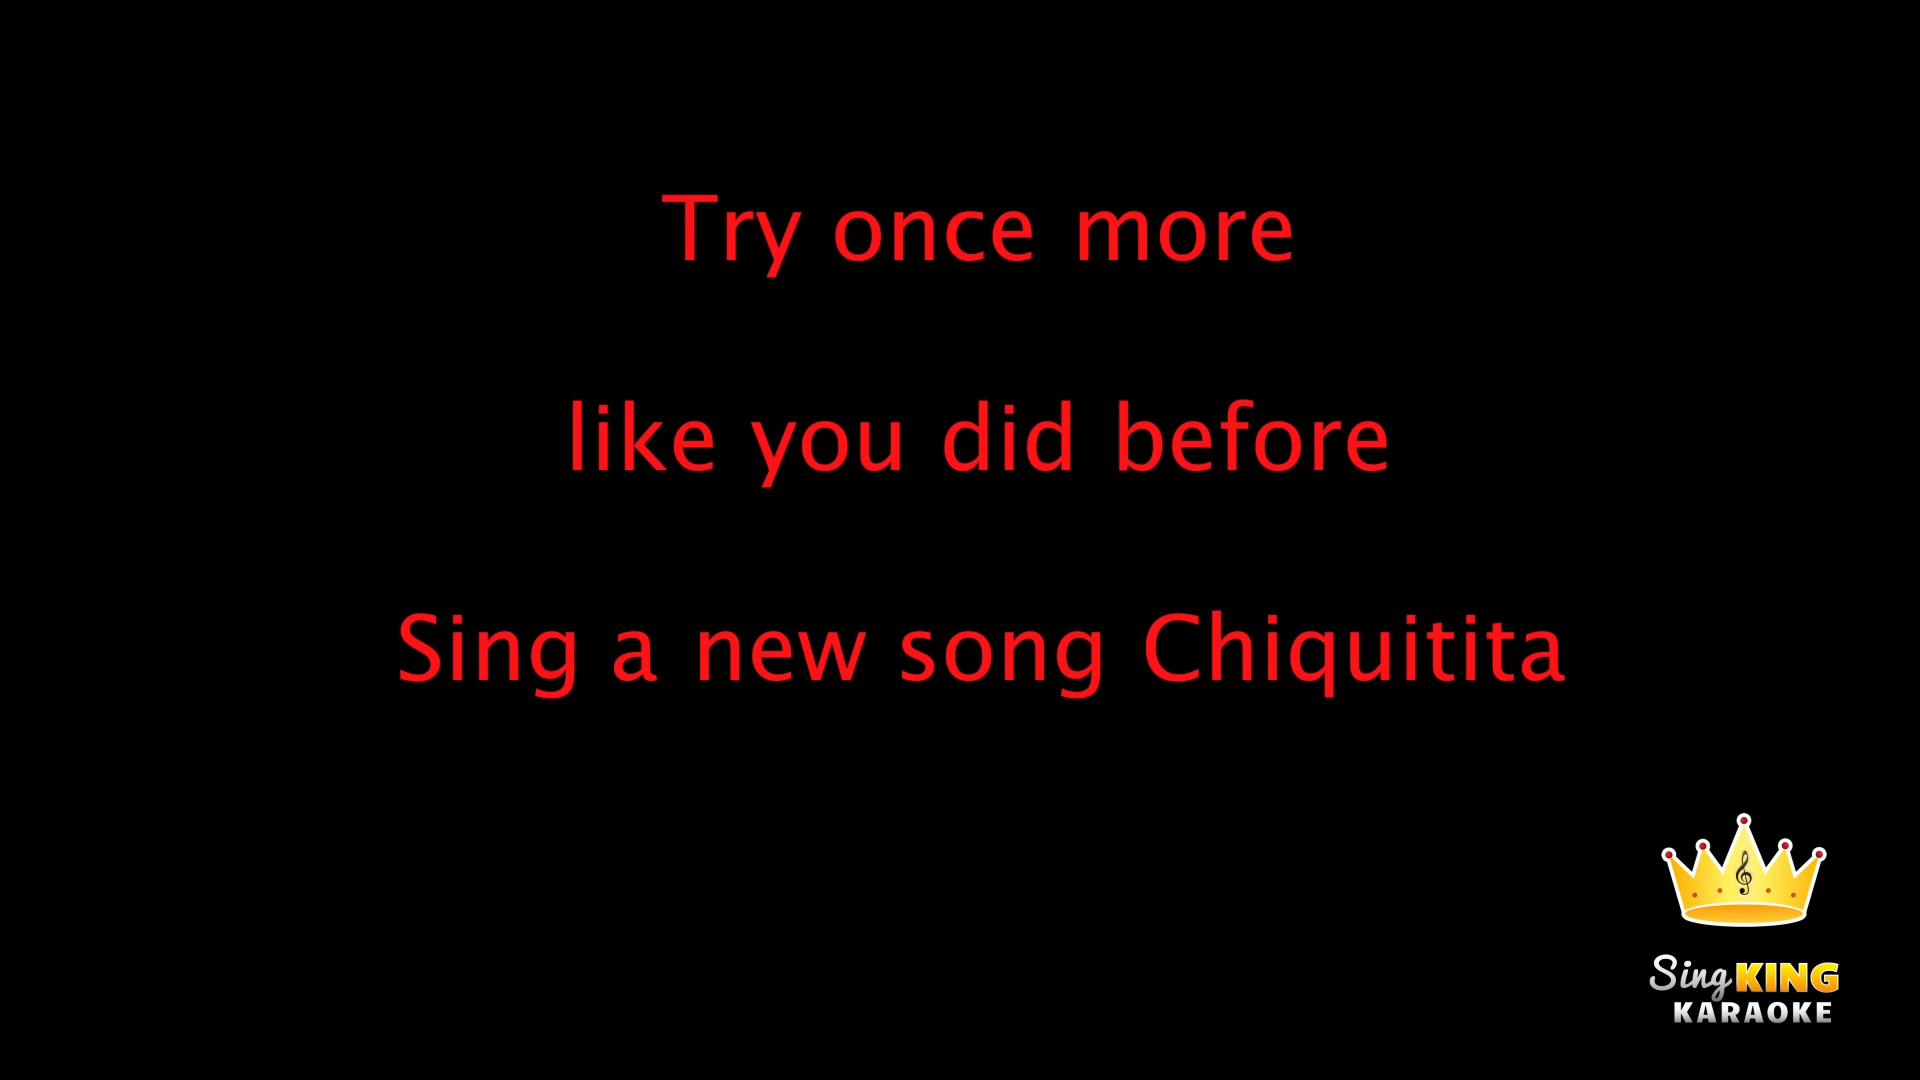 Try once more
like you did before
Sing a new song Chiquitita
Sing KING
KARAOKE